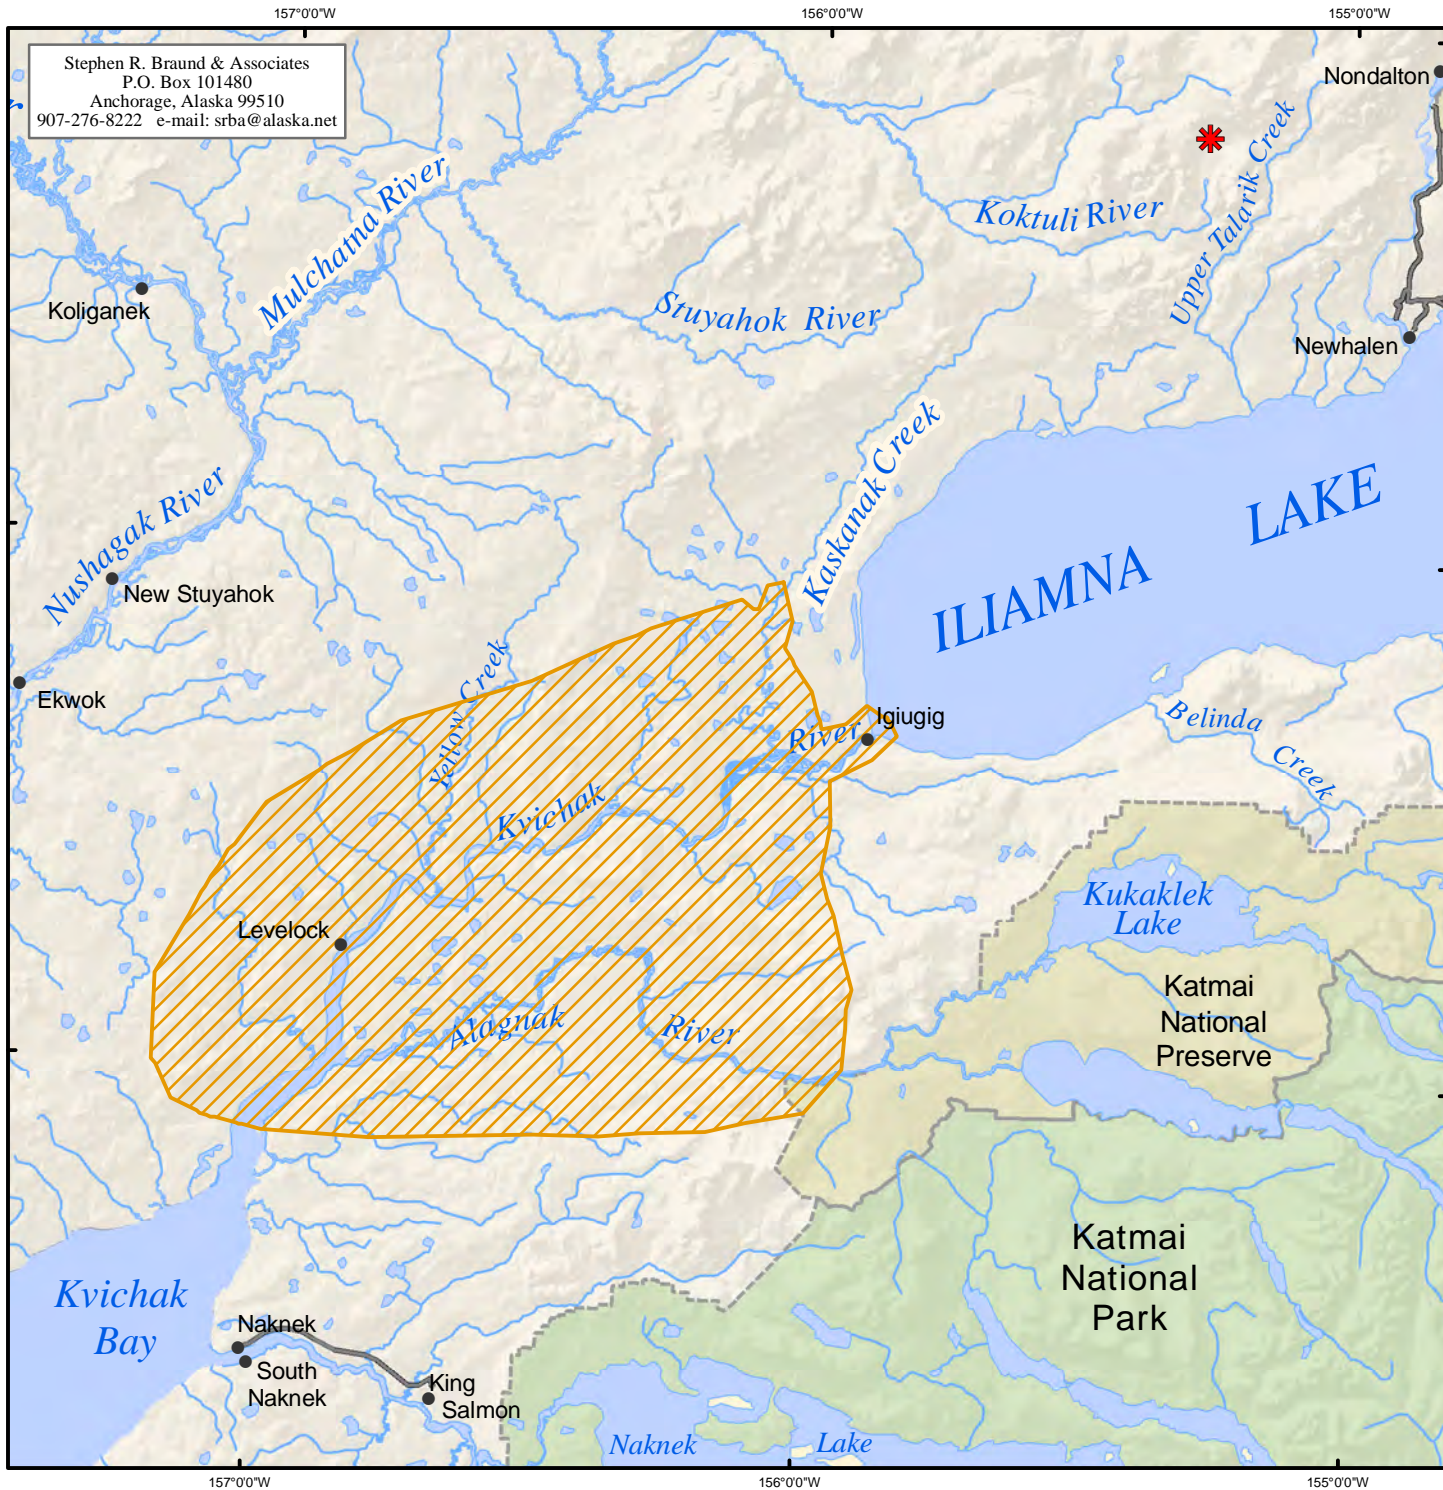 157°0'0"W
156°0'0"W
155°0'0"W
Stephen R. Braund & Associates
P.O. Box 101480
Anchorage, Alaska 99510
907-276-8222 e-mail: srba@alaska.net
Nondalton
Upper Talarik Creek
Koktuli River
Mulchatna River
Koliganek
Stuyahok River
Newhalen
Kaskanak Creek
LAKE
ILIAMNA
Nushagak River
New Stuyahok
Ekwok
Yellow Creek
Igiugig
River
Kvichak
Belinda
Creek
Kukaklek
Lake
Levelock
Alagnak
River
Katmai
National
Preserve
Katmai
National
Park
Kvichak
Bay
Naknek
South
Naknek
King
Salmon
Naknek
Lake
157°0'0"W
156°0'0"W
155°0'0"W